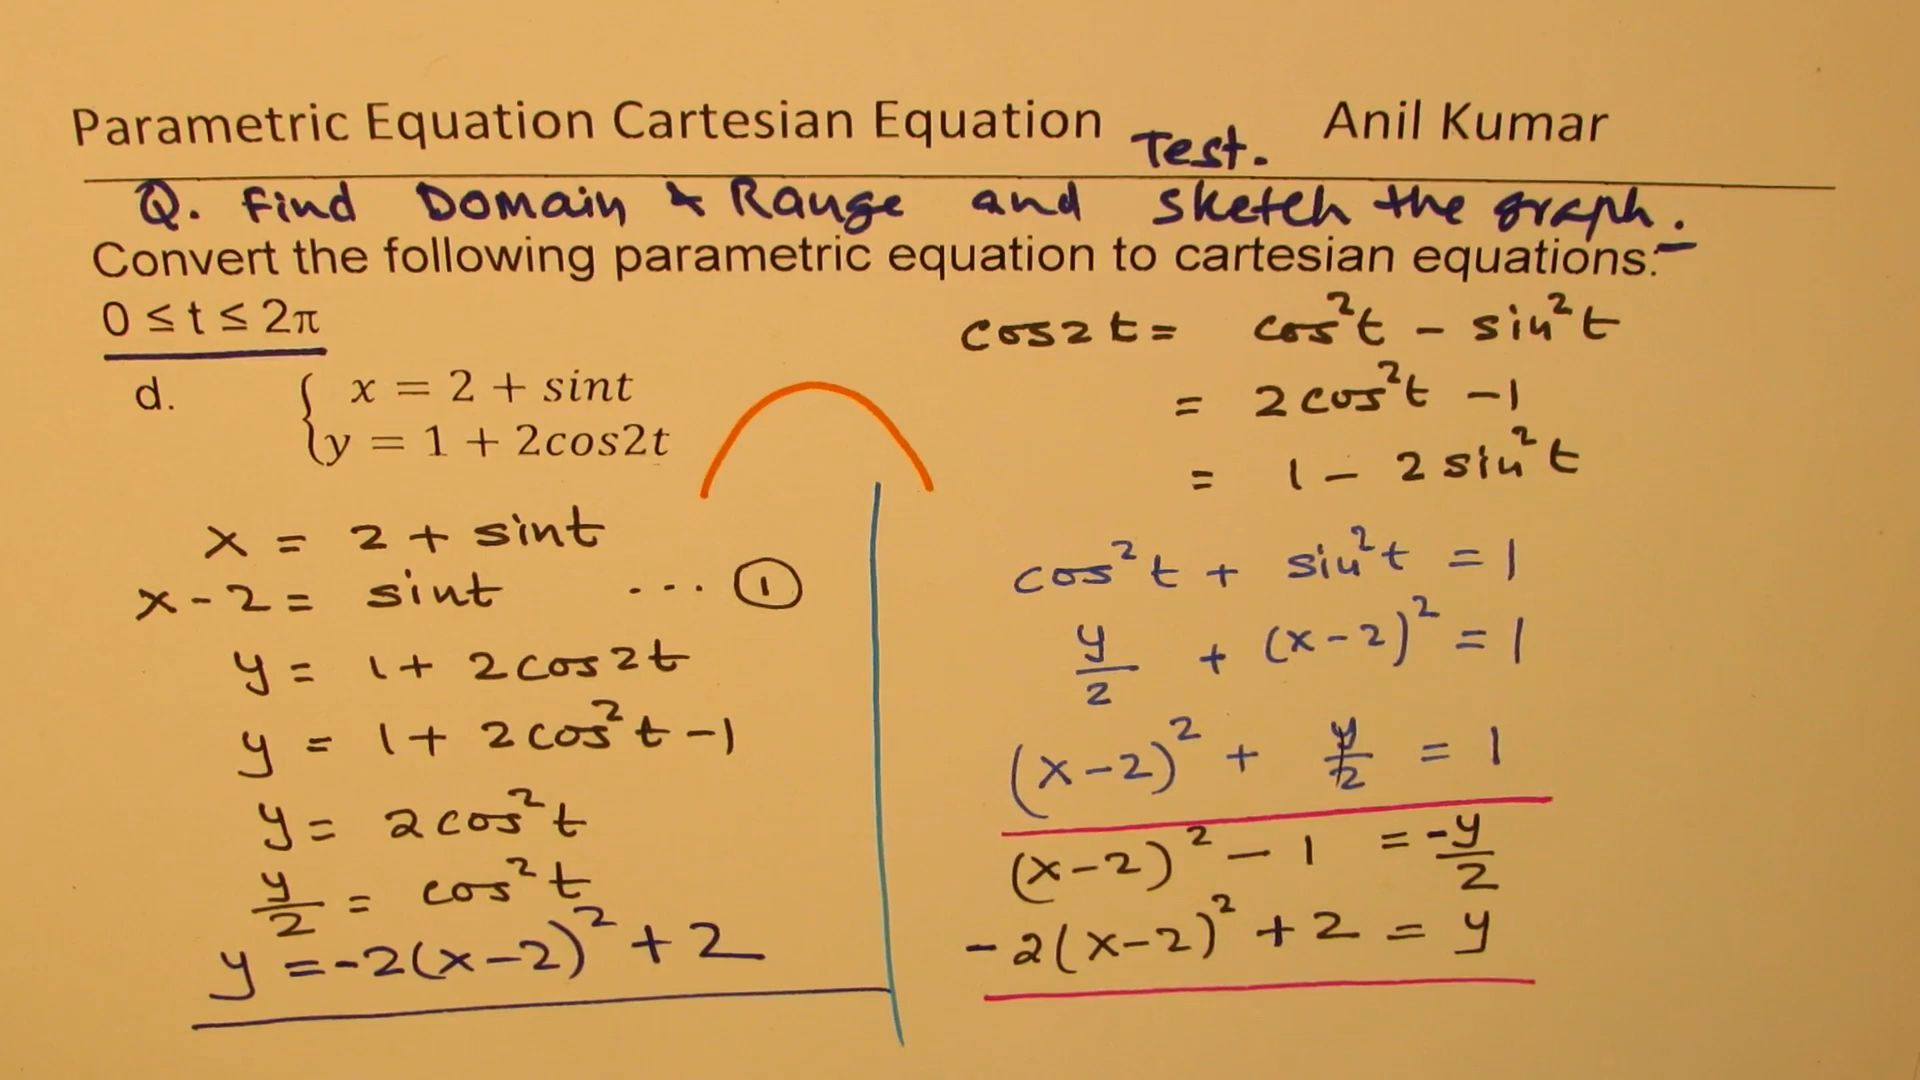 Parametric Equation Cartesian Equation Test. Anil Kumar
Q. Find Domain & Range and sketch the graph.
Convert the following parametric equation to cartesian equations:
0 ≤ t ≤ 2π
d. { x = 2 + sint
y = 1 + 2cos2t
x = 2 + sint
x - 2 = sint ... ①
y = 1 + 2cos2t
y = 1 + 2cos²t - 1
y = 2cos²t
y/2 = cos²t
y = -2(x-2)² + 2
cos2t = cos²t - sin²t
= 2cos²t - 1
= 1 - 2sin²t
cos²t + sin²t = 1
y/2 + (x-2)² = 1
(x-2)² + y/2 = 1
(x-2)² - 1 = -y/2
-2(x-2)² + 2 = y